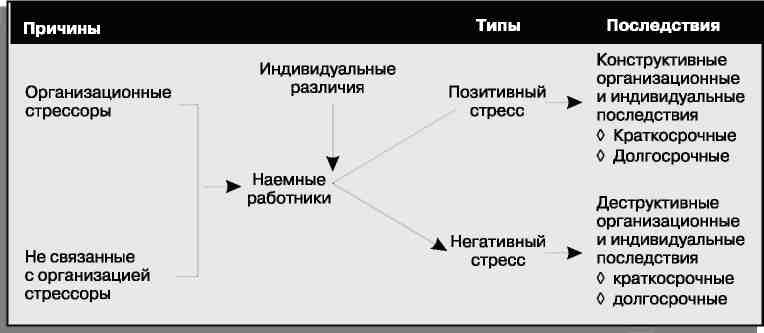 Причины
Типы
Последствия
Организационные
стрессоры
Не связанные
с организацией
стрессоры
Индивидуальные
различия
Наемные
работники
Позитивный
стресс
Негативный
стресс
Конструктивные
организационные
и индивидуальные
последствия
◊ Краткосрочные
◊ Долгосрочные
Деструктивные
организационные
и индивидуальные
последствия
◊ краткосрочные
◊ долгосрочные